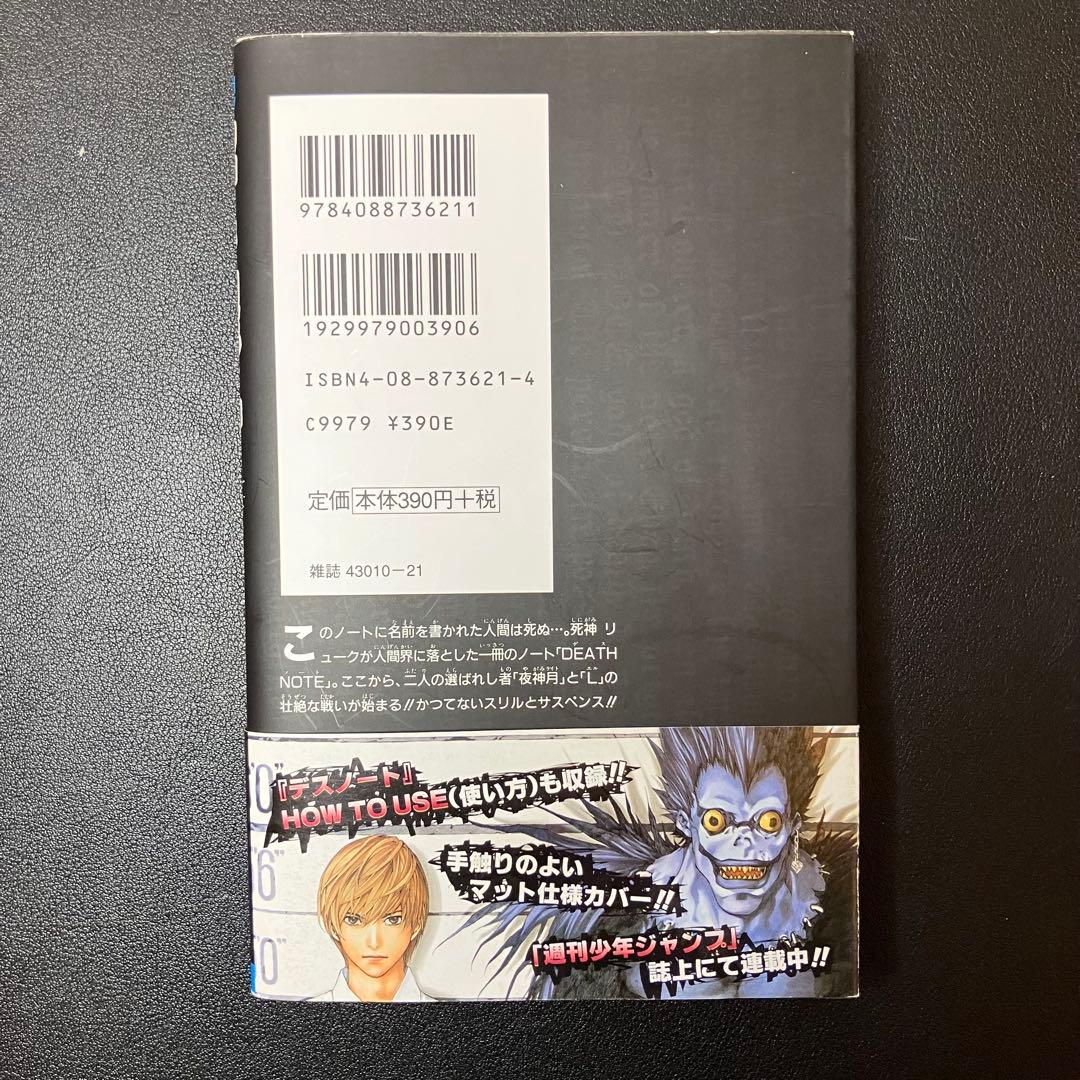 9784088736211
1929979003906
ISBN4-08-873621-4
C9979 ¥390E
定価 本体390円+税
雑誌 43010-21
このノートに名前を書かれた人間は死ぬ…。死神 リ
ュークが人間界に落とした一冊のノート「DEATH
NOTE」。ここから、二人の選ばれし者「夜神月」と「L」の
壮絶な戦いが始まる!!かつてないスリルとサスペンス!!
『デスノート』
HOW TO USE(使い方)も収録!!
手触りのよい
マット仕様カバー!!
「週刊少年ジャンプ」
誌上にて連載中!!
0"
6"
0"